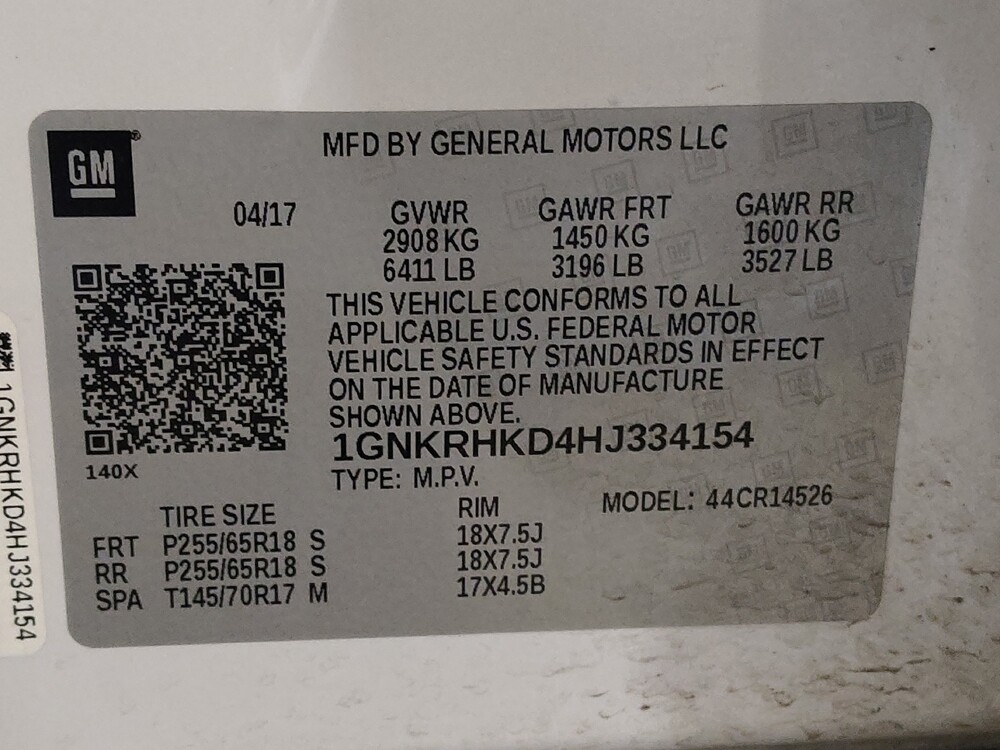 GM
MFD BY GENERAL MOTORS LLC
04/17 GVWR GAWR FRT GAWR RR
2908 KG 1450 KG 1600 KG
6411 LB 3196 LB 3527 LB
THIS VEHICLE CONFORMS TO ALL
APPLICABLE U.S. FEDERAL MOTOR
VEHICLE SAFETY STANDARDS IN EFFECT
ON THE DATE OF MANUFACTURE
SHOWN ABOVE.
1GNKRHKD4HJ334154
140X
TYPE: M.P.V.
MODEL: 44CR14526
TIRE SIZE RIM
FRT P255/65R18 S 18X7.5J
RR P255/65R18 S 18X7.5J
SPA T145/70R17 M 17X4.5B
1GNKRHKD4HJ334154